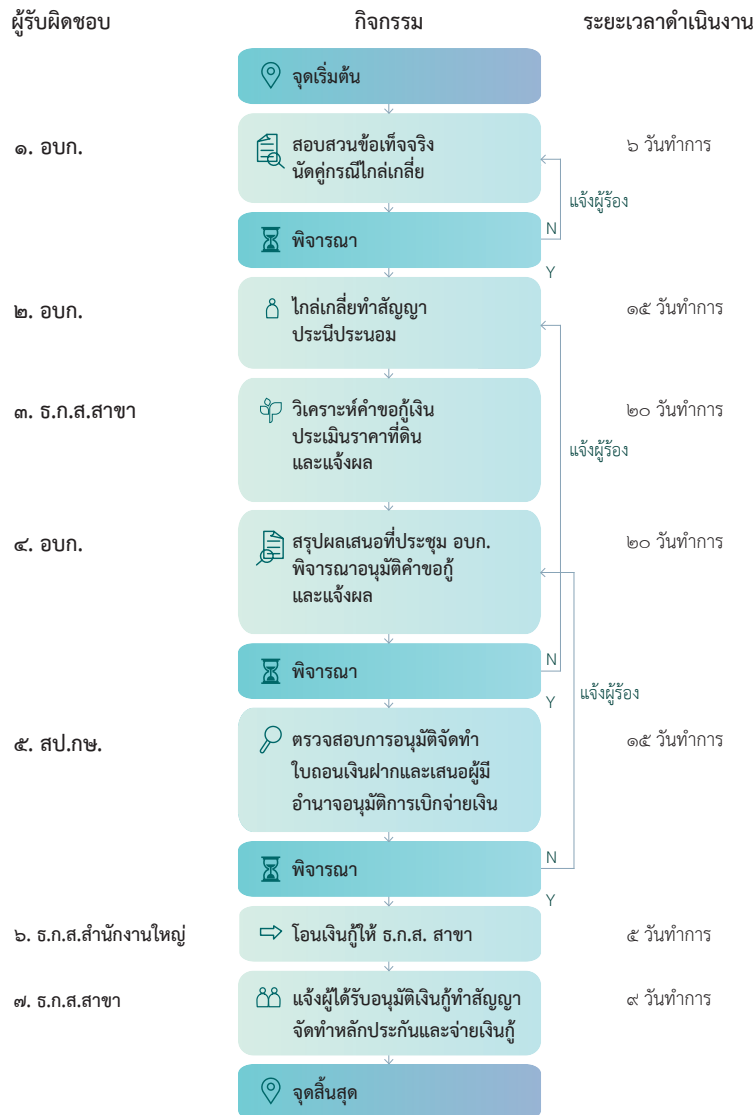 ผู้รับผิดชอบ กิจกรรม ระยะเวลาดำเนินงาน
จุดเริ่มต้น
๑. อบก. สอบสวนข้อเท็จจริง ๖ วันทำการ
นัดคู่กรณีไกล่เกลี่ย
แจ้งผู้ร้อง
N
พิจารณา
Y
๒. อบก. ไกล่เกลี่ยทำสัญญา ๑๕ วันทำการ
ประนีประนอม
๓. ธ.ก.ส.สาขา วิเคราะห์คำขอกู้เงิน ๒๐ วันทำการ
ประเมินราคาที่ดิน
แจ้งผู้ร้อง
และแจ้งผล
๔. อบก. สรุปผลเสนอที่ประชุม อบก. ๒๐ วันทำการ
พิจารณาอนุมัติคำขอกู้
และแจ้งผล
N
พิจารณา
แจ้งผู้ร้อง
Y
๕. สป.กษ. ตรวจสอบการอนุมัติจัดทำ ๑๕ วันทำการ
ใบถอนเงินฝากและเสนอผู้มี
อำนาจอนุมัติการเบิกจ่ายเงิน
N
พิจารณา
Y
๖. ธ.ก.ส.สำนักงานใหญ่ โอนเงินกู้ให้ ธ.ก.ส. สาขา ๕ วันทำการ
๗. ธ.ก.ส.สาขา แจ้งผู้ได้รับอนุมัติเงินกู้ทำสัญญา ๙ วันทำการ
จัดทำหลักประกันและจ่ายเงินกู้
จุดสิ้นสุด